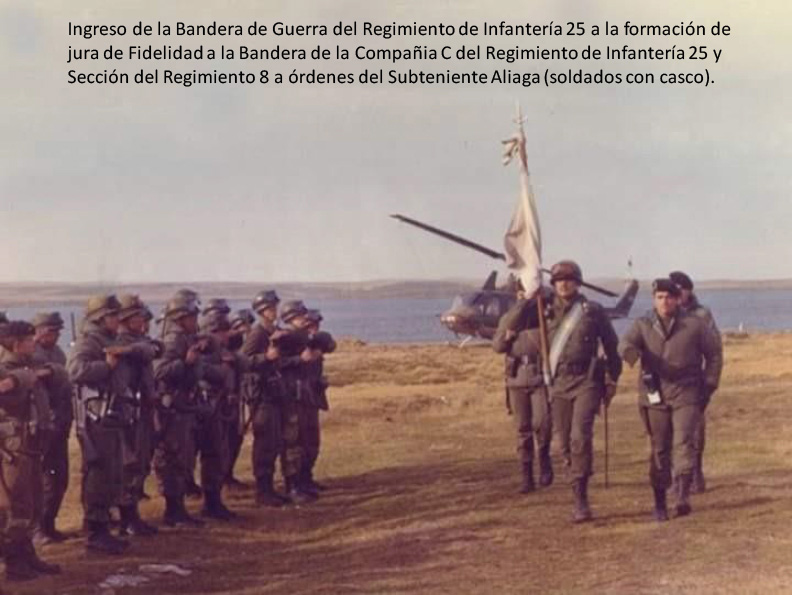 Ingreso de la Bandera de Guerra del Regimiento de Infantería 25 a la formación de
jura de Fidelidad a la Bandera de la Compañia C del Regimiento de Infantería 25 y
Sección del Regimiento 8 a órdenes del Subteniente Aliaga (soldados con casco).